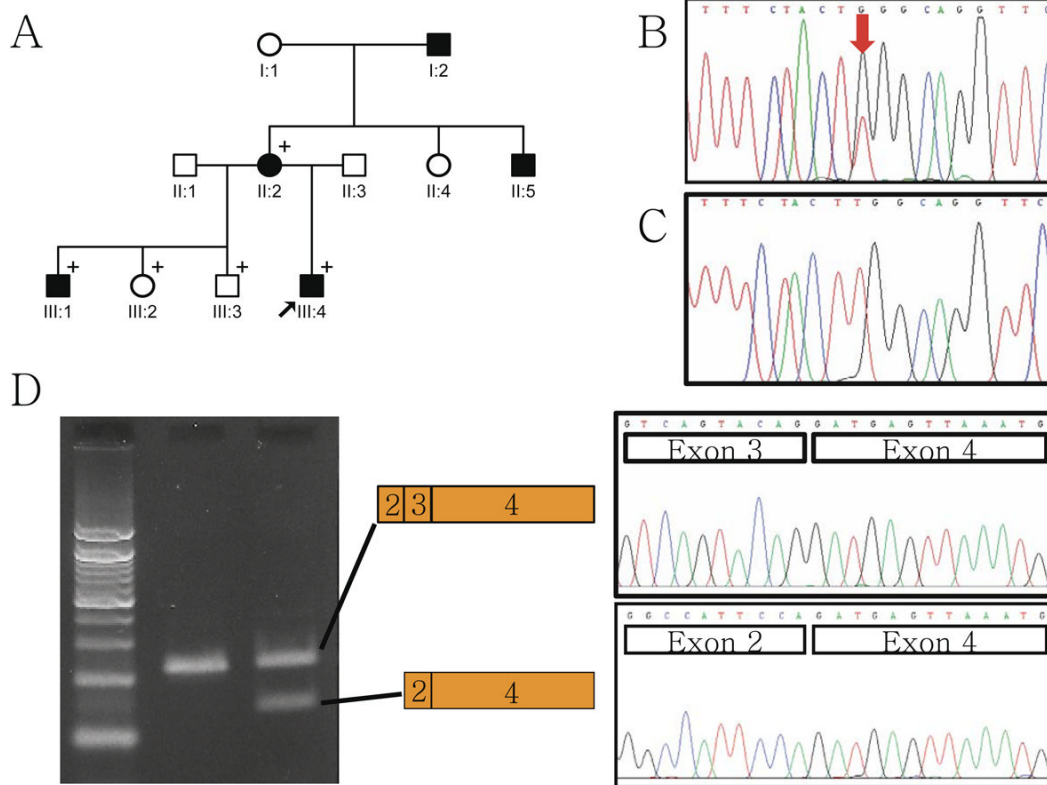 A
B
T T T C T A C T G G G C A G G T T C
I:1
I:2
+
II:1
II:2
II:3
II:4
II:5
+ + + +
III:1
III:2
III:3
III:4
C
T T T C T A C T T G G C A G G T T C
D
2 3 4
2 4
G T C A G T A C A G G A T G A G T T A A A T G
Exon 3 Exon 4
G G C C A T T C C A G A T G A G T T A A A T G
Exon 2 Exon 4